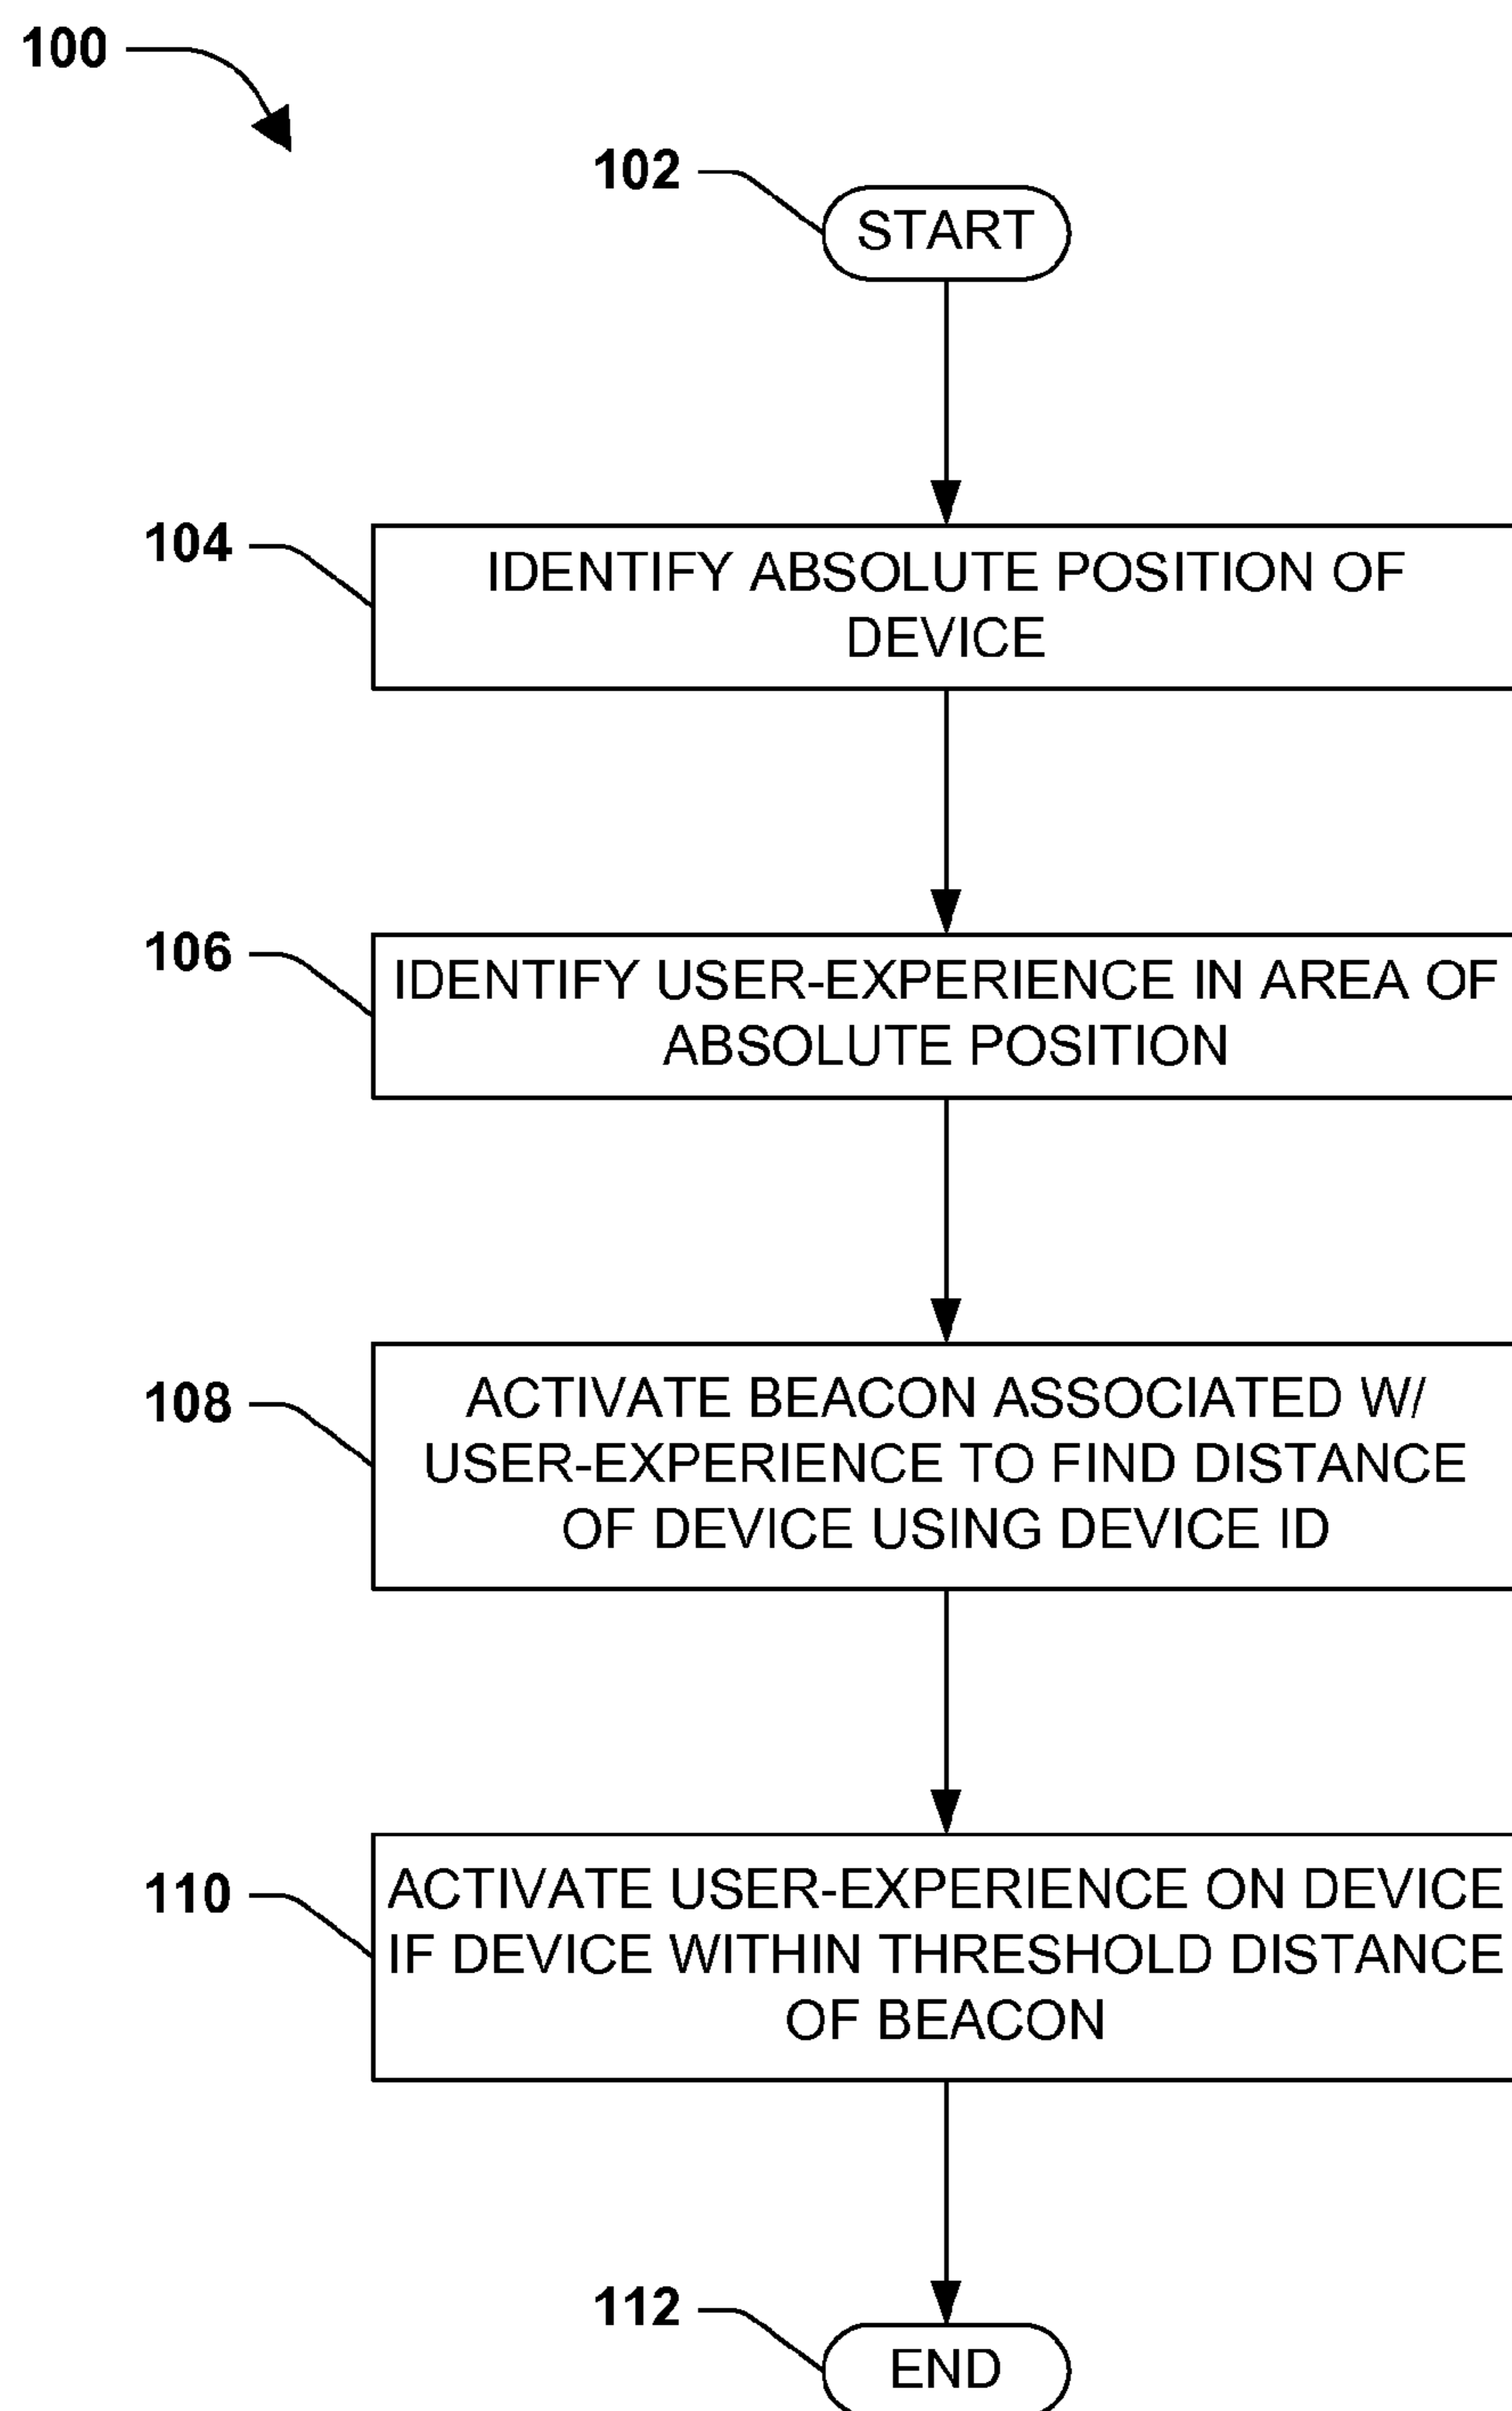 100
102
START
104
IDENTIFY ABSOLUTE POSITION OF
DEVICE
106
IDENTIFY USER-EXPERIENCE IN AREA OF
ABSOLUTE POSITION
108
ACTIVATE BEACON ASSOCIATED W/
USER-EXPERIENCE TO FIND DISTANCE
OF DEVICE USING DEVICE ID
110
ACTIVATE USER-EXPERIENCE ON DEVICE
IF DEVICE WITHIN THRESHOLD DISTANCE
OF BEACON
112
END